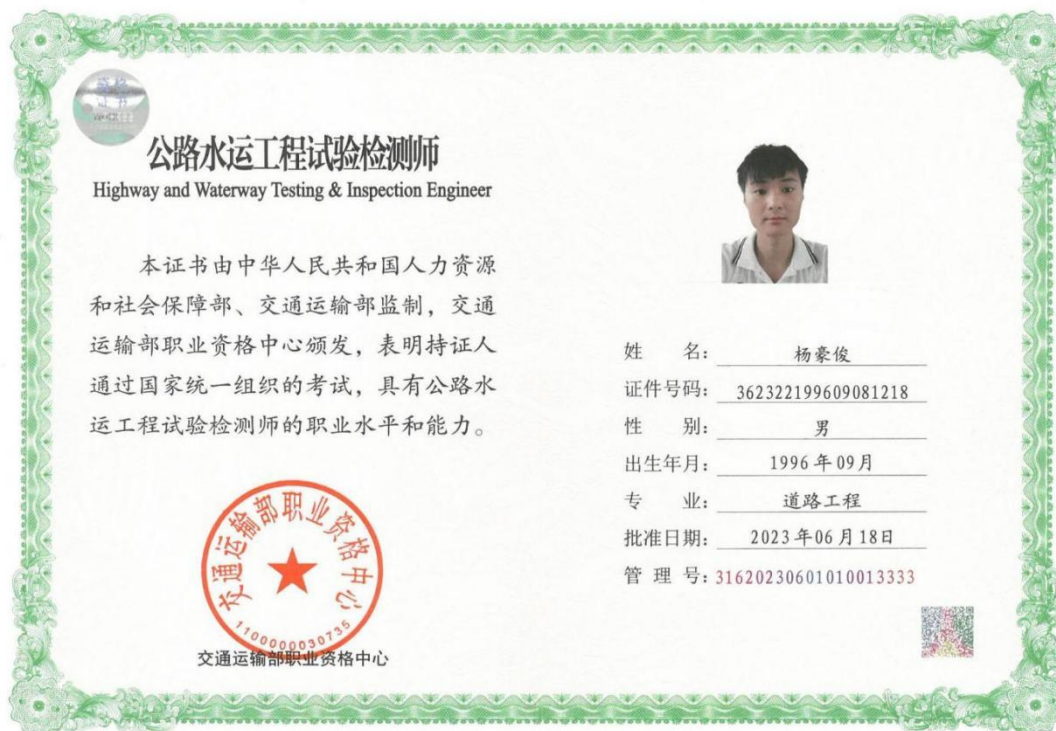 资格
证书
公路水运工程试验检测师
Highway and Waterway Testing & Inspection Engineer
本证书由中华人民共和国人力资源
和社会保障部、交通运输部监制，交通
运输部职业资格中心颁发，表明持证人
通过国家统一组织的考试，具有公路水
运工程试验检测师的职业水平和能力。
姓　　名：杨豪俊
证件号码：362322199609081218
性　　别：男
出生年月：1996年09月
专　　业：道路工程
批准日期：2023年06月18日
管 理 号：31620230601010013333
交通运输部职业资格中心
1100000030735
交通运输部职业资格中心